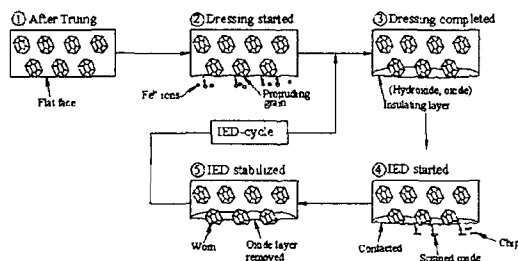 ① After Truing
② Dressing started
③ Dressing completed
Flat face
Fe⁺ ions
Protruding
grain
(Hydroxide, oxide)
Insulating layer
IED-cycle
⑤ IED stabilized
④ IED started
Worn
Oxide layer
removed
Contacted
Scraped oxide
Chip